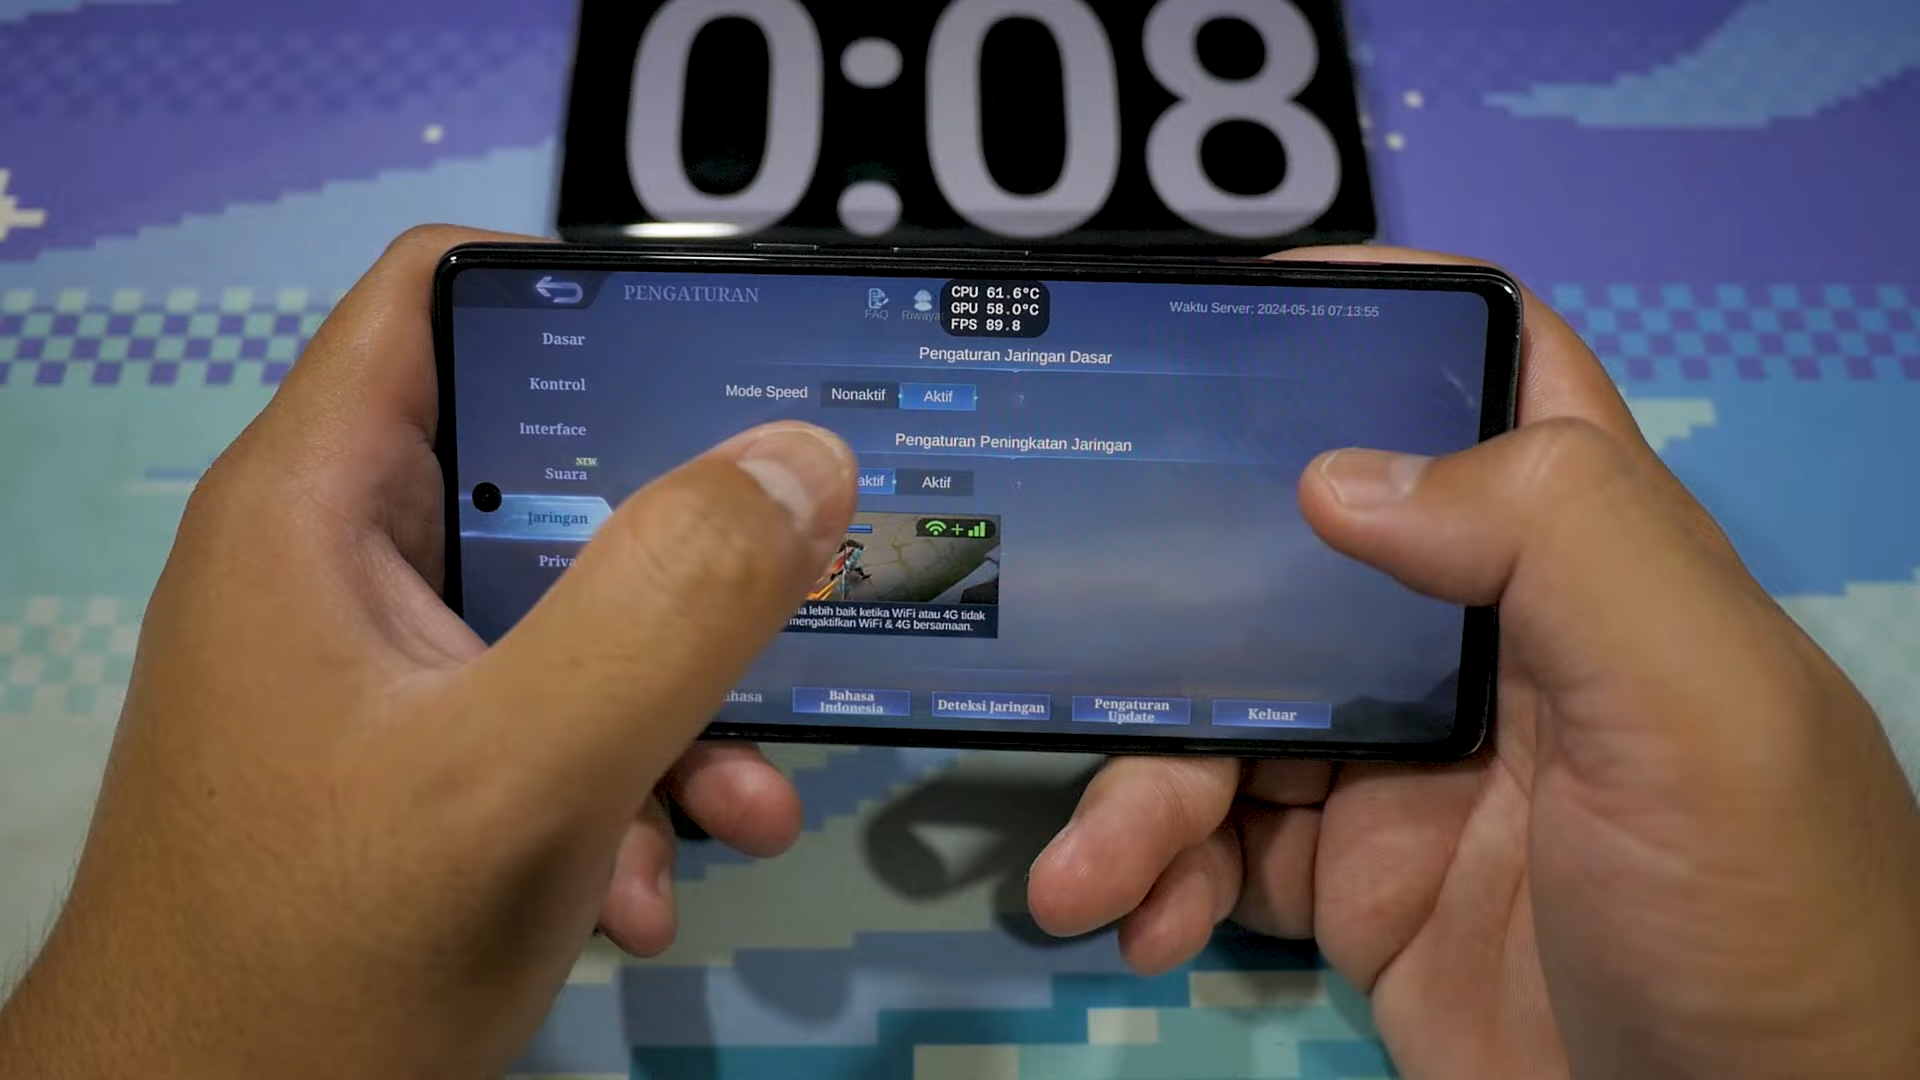 0:08
PENGATURAN
FAQ
CPU 61.6°C
GPU 58.0°C
FPS 89.8
Waktu Server: 2024-05-16 07:13:55
Dasar
Kontrol
Interface
NEW
Suara
Jaringan
Pengaturan Jaringan Dasar
Mode Speed Nonaktif Aktif ?
Pengaturan Peningkatan Jaringan
aktif Aktif ?
lebih baik ketika WiFi atau 4G tidak
mengaktifkan WiFi & 4G bersamaan.
Bahasa Indonesia
Deteksi Jaringan
Pengaturan Update
Keluar